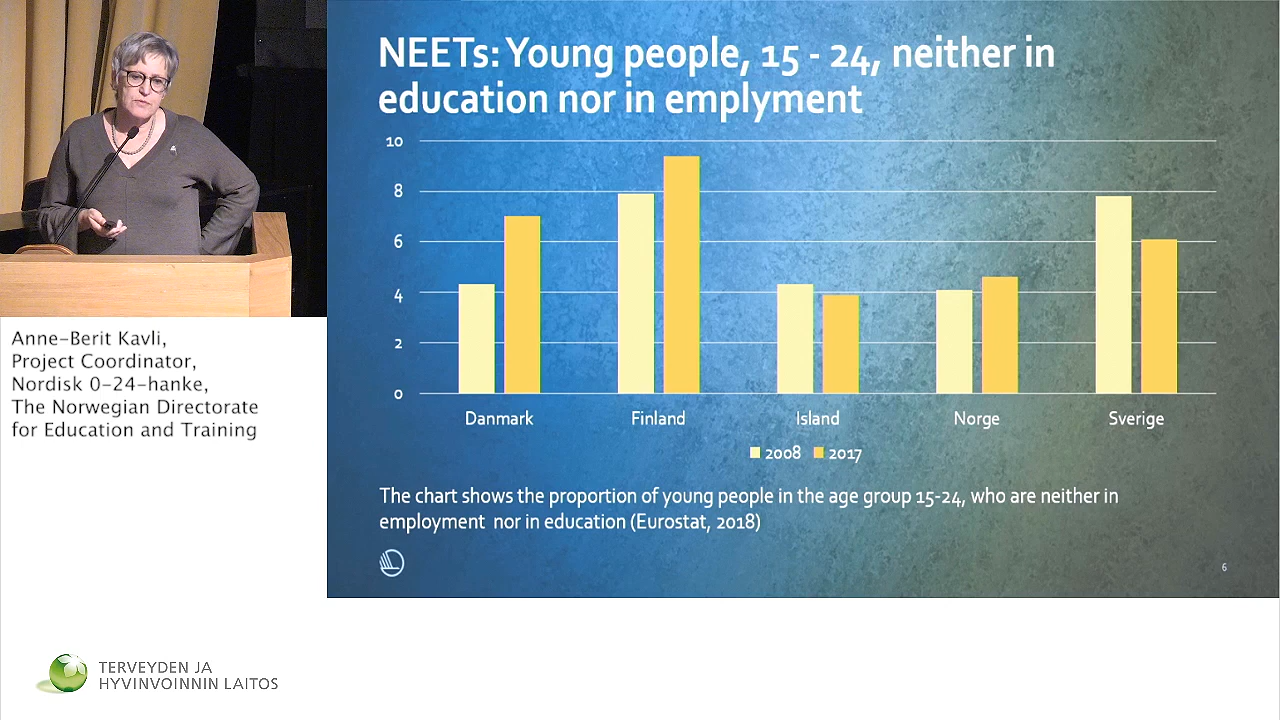 NEETs: Young people, 15 - 24, neither in
education nor in emplyment
10
8
6
4
2
0
Danmark Finland Island Norge Sverige
2008 2017
The chart shows the proportion of young people in the age group 15-24, who are neither in
employment nor in education (Eurostat, 2018)
6
Anne-Berit Kavli,
Project Coordinator,
Nordisk 0-24-hanke,
The Norwegian Directorate
for Education and Training
TERVEYDEN JA
HYVINVOINNIN LAITOS